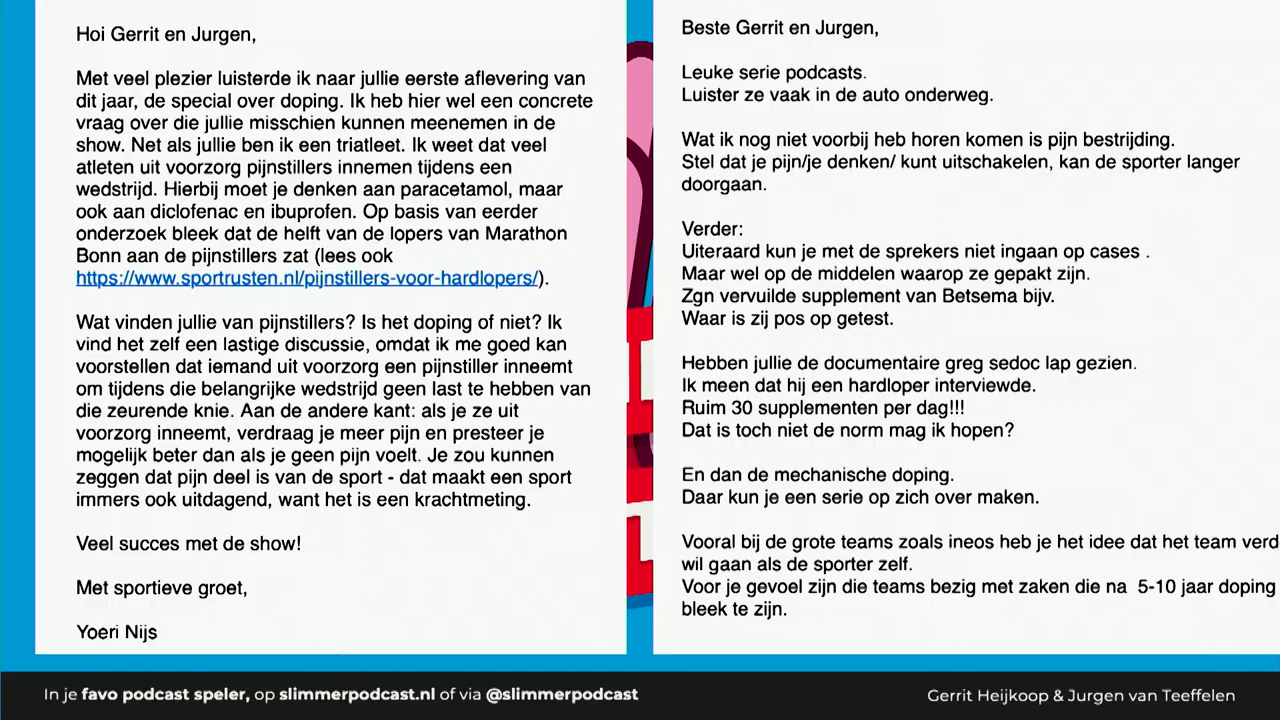 Hoi Gerrit en Jurgen,
Met veel plezier luisterde ik naar jullie eerste aflevering van
dit jaar, de special over doping. Ik heb hier wel een concrete
vraag over die jullie misschien kunnen meenemen in de
show. Net als jullie ben ik een triatleet. Ik weet dat veel
atleten uit voorzorg pijnstillers innemen tijdens een
wedstrijd. Hierbij moet je denken aan paracetamol, maar
ook aan diclofenac en ibuprofen. Op basis van eerder
onderzoek bleek dat de helft van de lopers van Marathon
Bonn aan de pijnstillers zat (lees ook
https://www.sportrusten.nl/pijnstillers-voor-hardlopers/).
Wat vinden jullie van pijnstillers? Is het doping of niet? Ik
vind het zelf een lastige discussie, omdat ik me goed kan
voorstellen dat iemand uit voorzorg een pijnstiller inneemt
om tijdens die belangrijke wedstrijd geen last te hebben van
die zeurende knie. Aan de andere kant: als je ze uit
voorzorg inneemt, verdraag je meer pijn en presteer je
mogelijk beter dan als je geen pijn voelt. Je zou kunnen
zeggen dat pijn deel is van de sport - dat maakt een sport
immers ook uitdagend, want het is een krachtmeting.
Veel succes met de show!
Met sportieve groet,
Yoeri Nijs
Beste Gerrit en Jurgen,
Leuke serie podcasts.
Luister ze vaak in de auto onderweg.
Wat ik nog niet voorbij heb horen komen is pijn bestrijding.
Stel dat je pijn/je denken/ kunt uitschakelen, kan de sporter langer
doorgaan.
Verder:
Uiteraard kun je met de sprekers niet ingaan op cases .
Maar wel op de middelen waarop ze gepakt zijn.
Zgn vervuilde supplement van Betsema bijv.
Waar is zij pos op getest.
Hebben jullie de documentaire greg sedoc lap gezien.
Ik meen dat hij een hardloper interviewde.
Ruim 30 supplementen per dag!!!
Dat is toch niet de norm mag ik hopen?
En dan de mechanische doping.
Daar kun je een serie op zich over maken.
Vooral bij de grote teams zoals ineos heb je het idee dat het team verd
wil gaan als de sporter zelf.
Voor je gevoel zijn die teams bezig met zaken die na  5-10 jaar doping
bleek te zijn.
In je favo podcast speler, op slimmerpodcast.nl of via @slimmerpodcast
Gerrit Heijkoop & Jurgen van Teeffelen